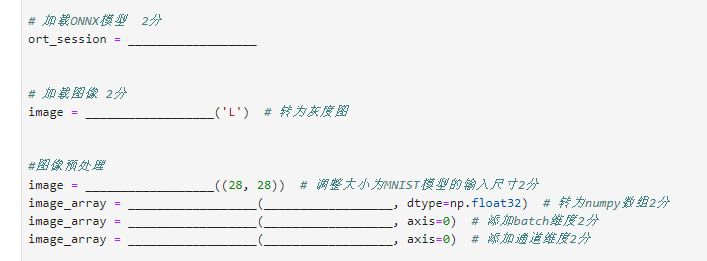 # 加载ONNX模型  2分
ort_session = __________________
# 加载图像 2分
image = __________________('L')  # 转为灰度图
#图像预处理
image = __________________((28, 28))  # 调整大小为MNIST模型的输入尺寸2分
image_array = __________________(__________________, dtype=np.float32)  # 转为numpy数组2分
image_array = __________________(__________________, axis=0)  # 添加batch维度2分
image_array = __________________(__________________, axis=0)  # 添加通道维度2分